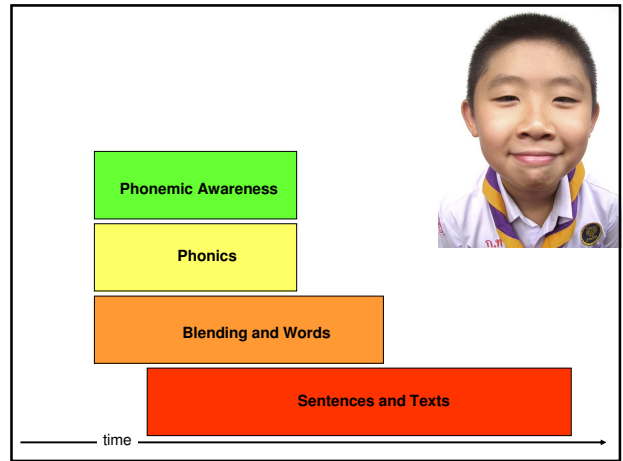 Phonemic Awareness
Phonics
Blending and Words
Sentences and Texts
time